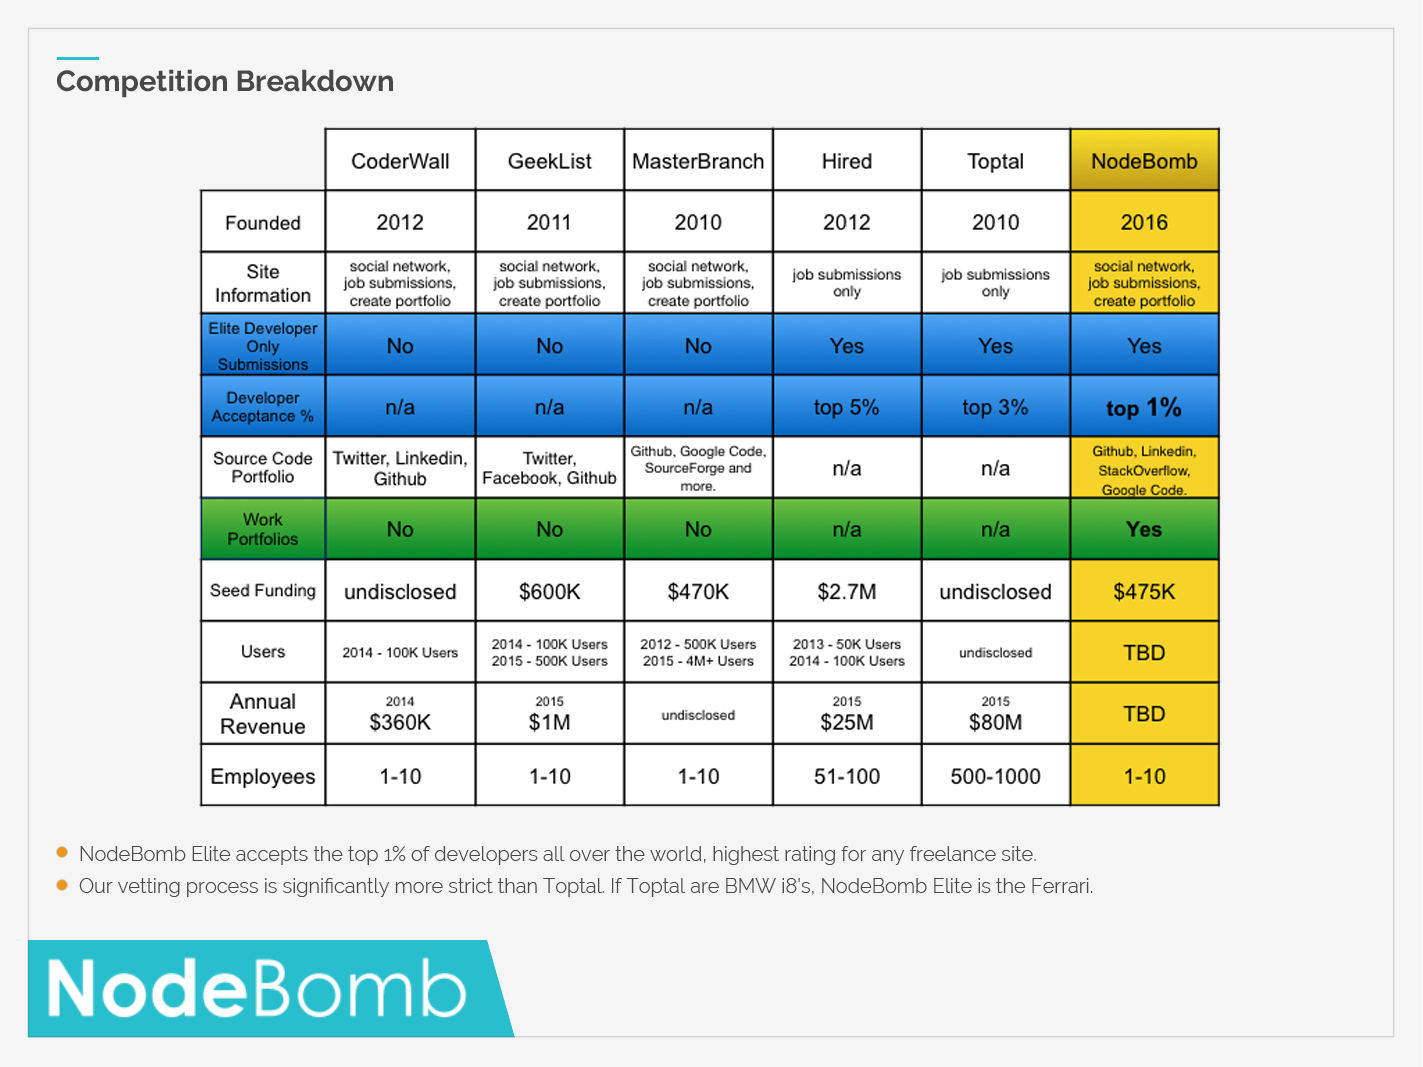 Competition Breakdown
CoderWall GeekList MasterBranch Hired Toptal NodeBomb
Founded 2012 2011 2010 2012 2010 2016
Site
Information
social network,
job submissions,
create portfolio
social network,
job submissions,
create portfolio
social network,
job submissions,
create portfolio
job submissions
only
job submissions
only
social network,
job submissions,
create portfolio
Elite Developer
Only
Submissions
No No No Yes Yes Yes
Developer
Acceptance %
n/a n/a n/a top 5% top 3% top 1%
Source Code
Portfolio
Twitter, Linkedin,
Github
Twitter,
Facebook, Github
Github, Google Code,
SourceForge and
more.
n/a
n/a
Github, Linkedin,
StackOverflow,
Google Code.
Work
Portfolios
No No No n/a n/a Yes
Seed Funding undisclosed $600K $470K $2.7M undisclosed $475K
Users
2014 - 100K Users
2014 - 100K Users
2015 - 500K Users
2012 - 500K Users
2015 - 4M+ Users
2013 - 50K Users
2014 - 100K Users
undisclosed
TBD
Annual
Revenue
2014
$360K
2015
$1M
undisclosed
2015
$25M
2015
$80M
TBD
Employees 1-10 1-10 1-10 51-100 500-1000 1-10
NodeBomb Elite accepts the top 1% of developers all over the world, highest rating for any freelance site.
Our vetting process is significantly more strict than Toptal. If Toptal are BMW i8's, NodeBomb Elite is the Ferrari.
NodeBomb